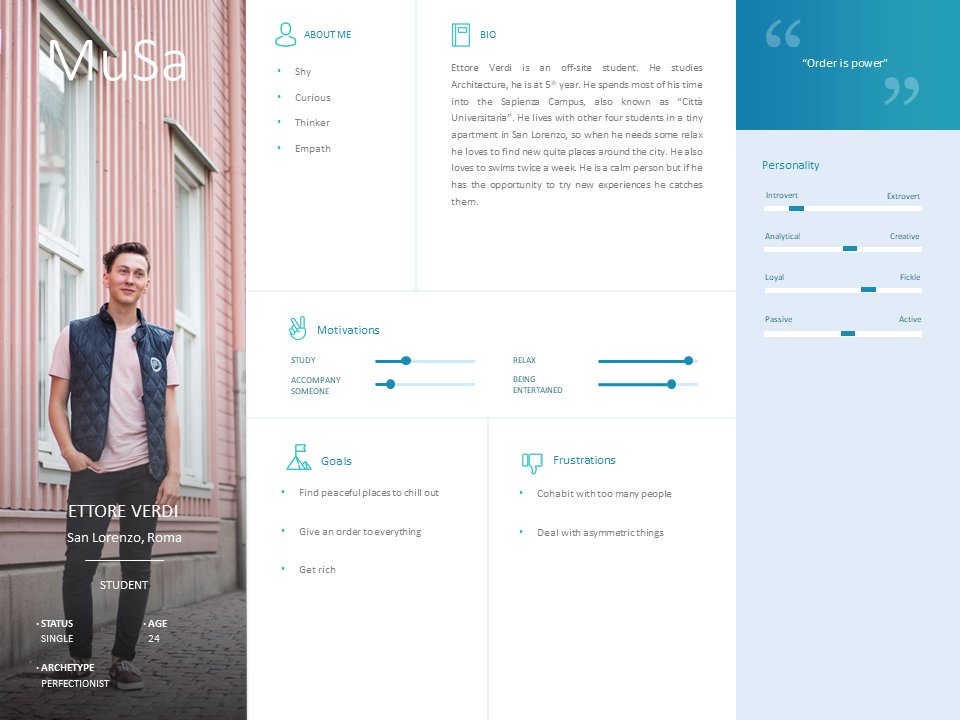 MuSa
ETTORE VERDI
San Lorenzo, Roma
STUDENT
· STATUS
SINGLE
· AGE
24
· ARCHETYPE
PERFECTIONIST
ABOUT ME
• Shy
• Curious
• Thinker
• Empath
BIO
Ettore Verdi is an off-site student. He studies
Architecture, he is at 5th year. He spends most of his time
into the Sapienza Campus, also known as “Città
Universitaria”. He lives with other four students in a tiny
apartment in San Lorenzo, so when he needs some relax
he loves to find new quite places around the city. He also
loves to swims twice a week. He is a calm person but if he
has the opportunity to try new experiences he catches
them.
Motivations
STUDY
ACCOMPANY
SOMEONE
RELAX
BEING
ENTERTAINED
Goals
• Find peaceful places to chill out
• Give an order to everything
• Get rich
Frustrations
• Cohabit with too many people
• Deal with asymmetric things
“Order is power”
Personality
Introvert Extrovert
Analytical Creative
Loyal Fickle
Passive Active